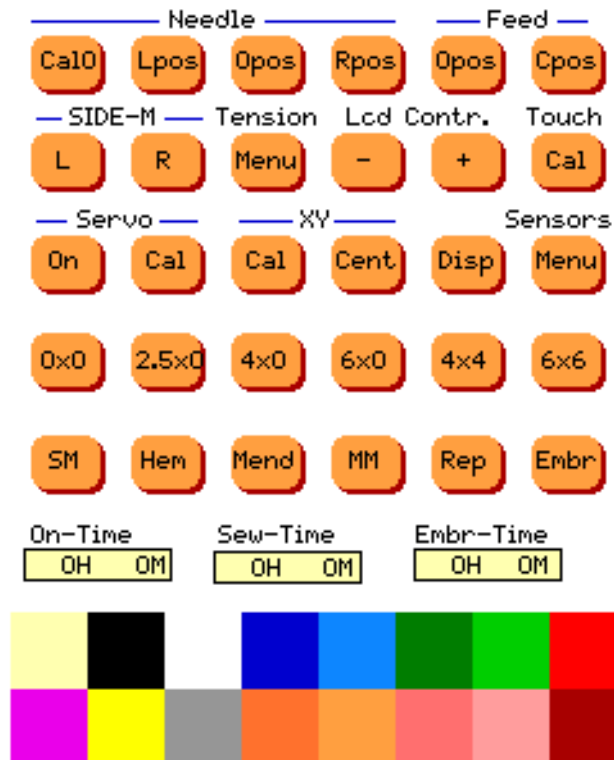 Needle Feed
Cal0 Lpos 0pos Rpos 0pos Cpos
SIDE-M Tension Lcd Contr. Touch
L R Menu - + Cal
Servo XY Sensors
On Cal Cal Cent Disp Menu
0x0 2.5x0 4x0 6x0 4x4 6x6
SM Hem Mend MM Rep Embr
On-Time Sew-Time Embr-Time
0H 0M 0H 0M 0H 0M